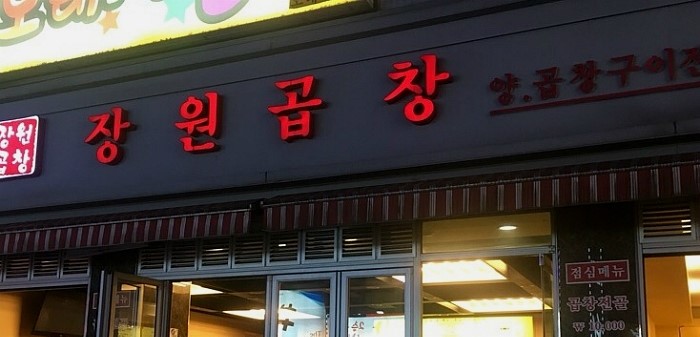 장원곱창
양.곱창구이전
장원
곱창
점심메뉴
곱창전골
₩ 10,000